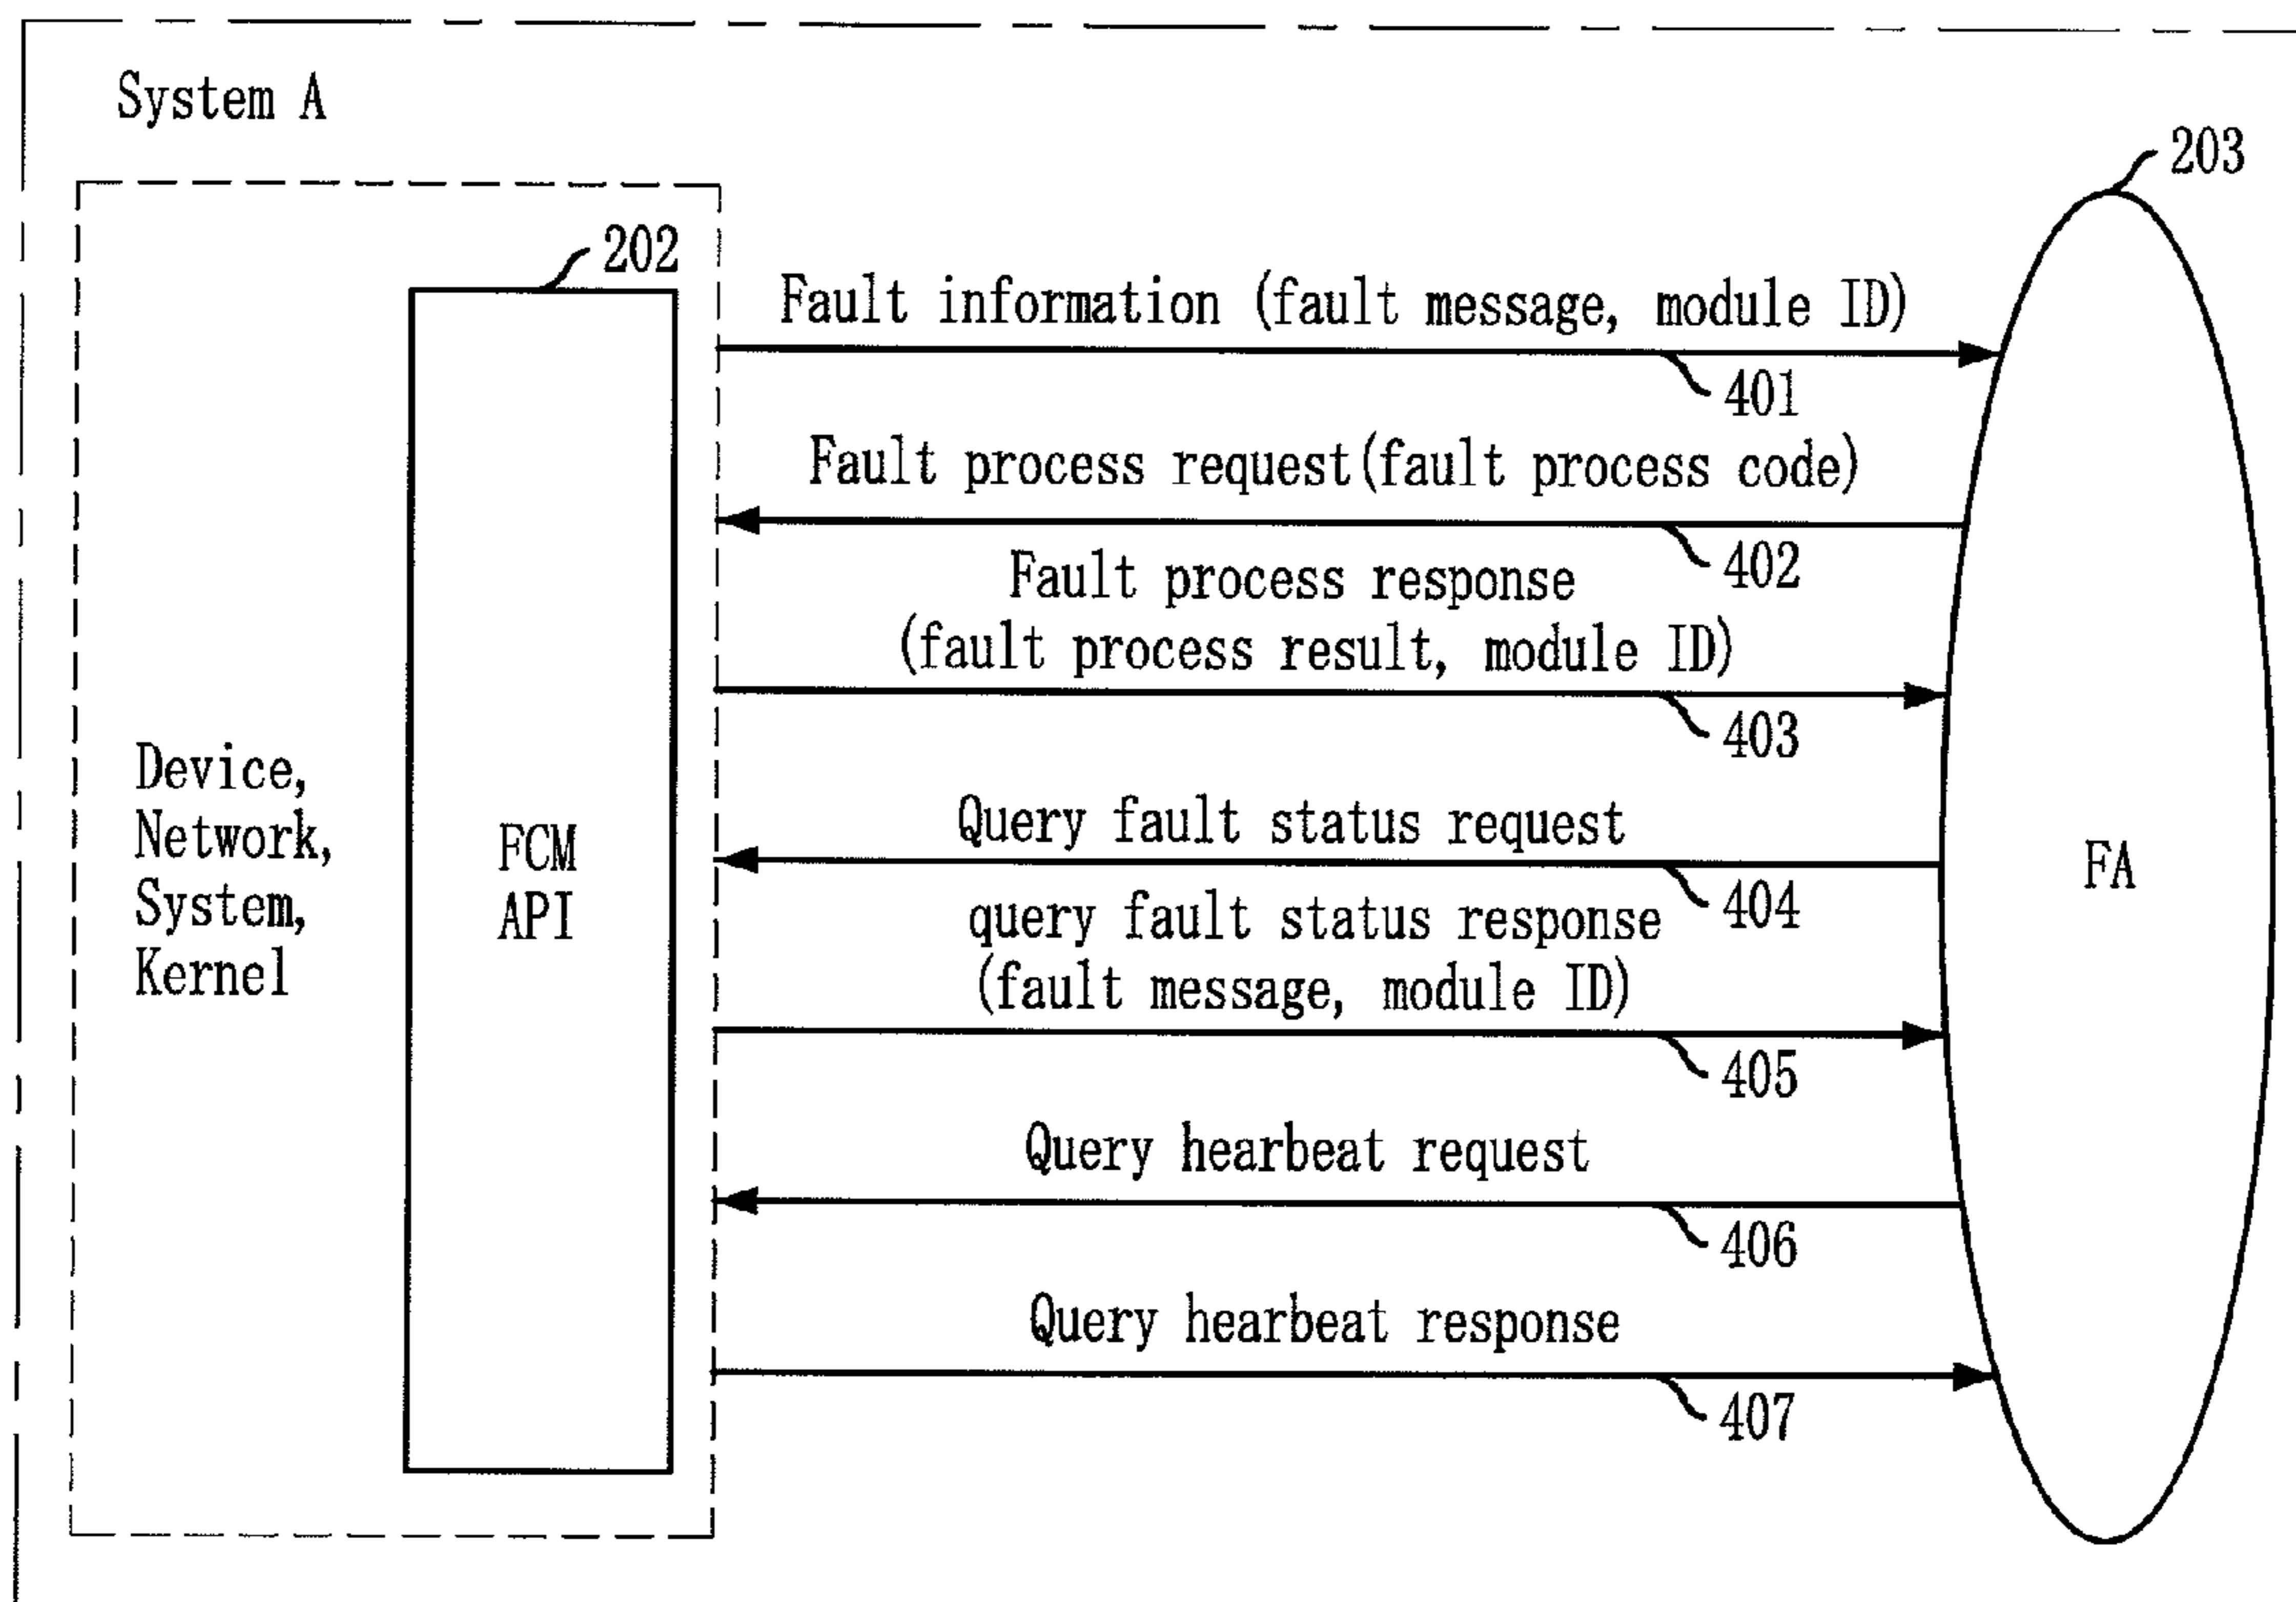 System A
203
202
Fault information (fault message, module ID)
401
Fault process request(fault process code)
402
Fault process response
(fault process result, module ID)
403
Device,
Network,
System,
Kernel
FCM
API
FA
Query fault status request
404
query fault status response
(fault message, module ID)
405
Query hearbeat request
406
Query hearbeat response
407